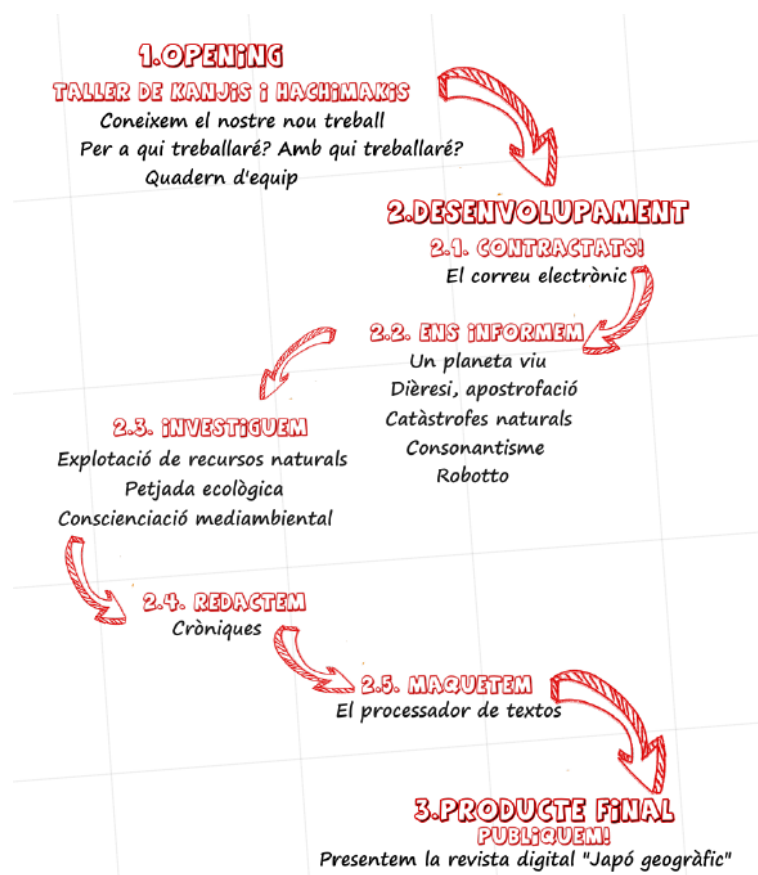 1.OPENING
TALLER DE KANJIS I HACHIMAKIS
Coneixem el nostre nou treball
Per a qui treballaré? Amb qui treballaré?
Quadern d'equip
2.DESENVOLUPAMENT
2.1. CONTRACTATS!
El correu electrònic
2.2. ENS INFORMEM
Un planeta viu
Dièresi, apostrofació
Catàstrofes naturals
Consonantisme
Robotto
2.3. INVESTIGUEM
Explotació de recursos naturals
Petjada ecològica
Conscienciació mediambiental
2.4. REDACTEM
Cròniques
2.5. MAQUETEM
El processador de textos
3.PRODUCTE FINAL
PUBLIQUEM!
Presentem la revista digital "Japó geogràfic"